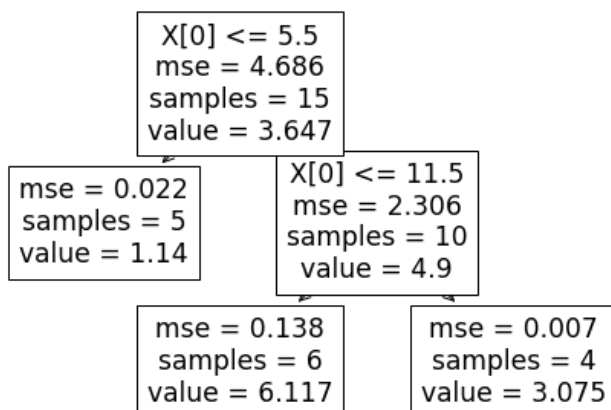 X[0] <= 5.5
mse = 4.686
samples = 15
value = 3.647
mse = 0.022
samples = 5
value = 1.14
X[0] <= 11.5
mse = 2.306
samples = 10
value = 4.9
mse = 0.138
samples = 6
value = 6.117
mse = 0.007
samples = 4
value = 3.075